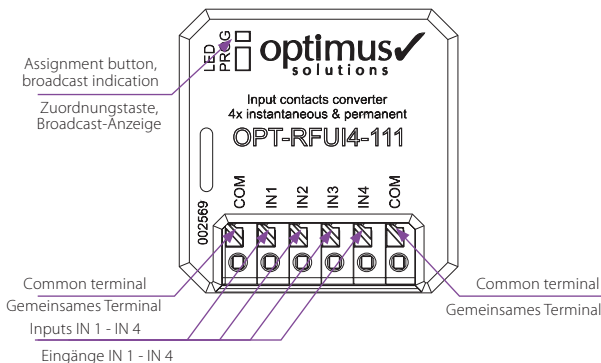 LED
PROG
optimus
solutions
Assignment button,
broadcast indication
Zuordnungstaste,
Broadcast-Anzeige
Input contacts converter
4x instantaneous & permanent
OPT-RFUI4-111
002569
COM
IN1
IN2
IN3
IN4
COM
Common terminal
Gemeinsames Terminal
Inputs IN 1 - IN 4
Eingänge IN 1 - IN 4
Common terminal
Gemeinsames Terminal